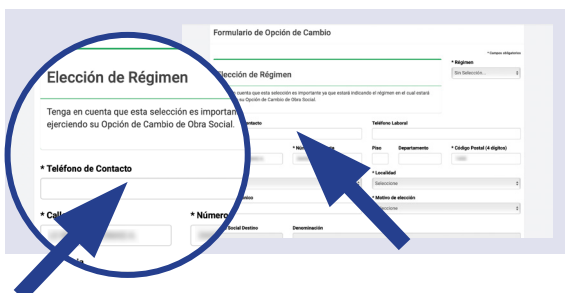 Formulario de Opción de Cambio
* Campos obligatorios
* Régimen
Sin Selección ..
Elección de Régimen
Elección de Régimen
cuenta que esta selección es importante ya que estará indicando el régimen en el cual estará
su Opción de Cambio de Obra Social.
Tenga en cuenta que esta selección es importan
ejerciendo su Opción de Cambio de Obra Social.
Teléfono Laboral
* Teléfono de Contacto
Piso
Departamento
* Código Postal (4 dígitos)
* Localidad
Seleccione
* Motivo de elección
* Número
Social Destino
Denominación